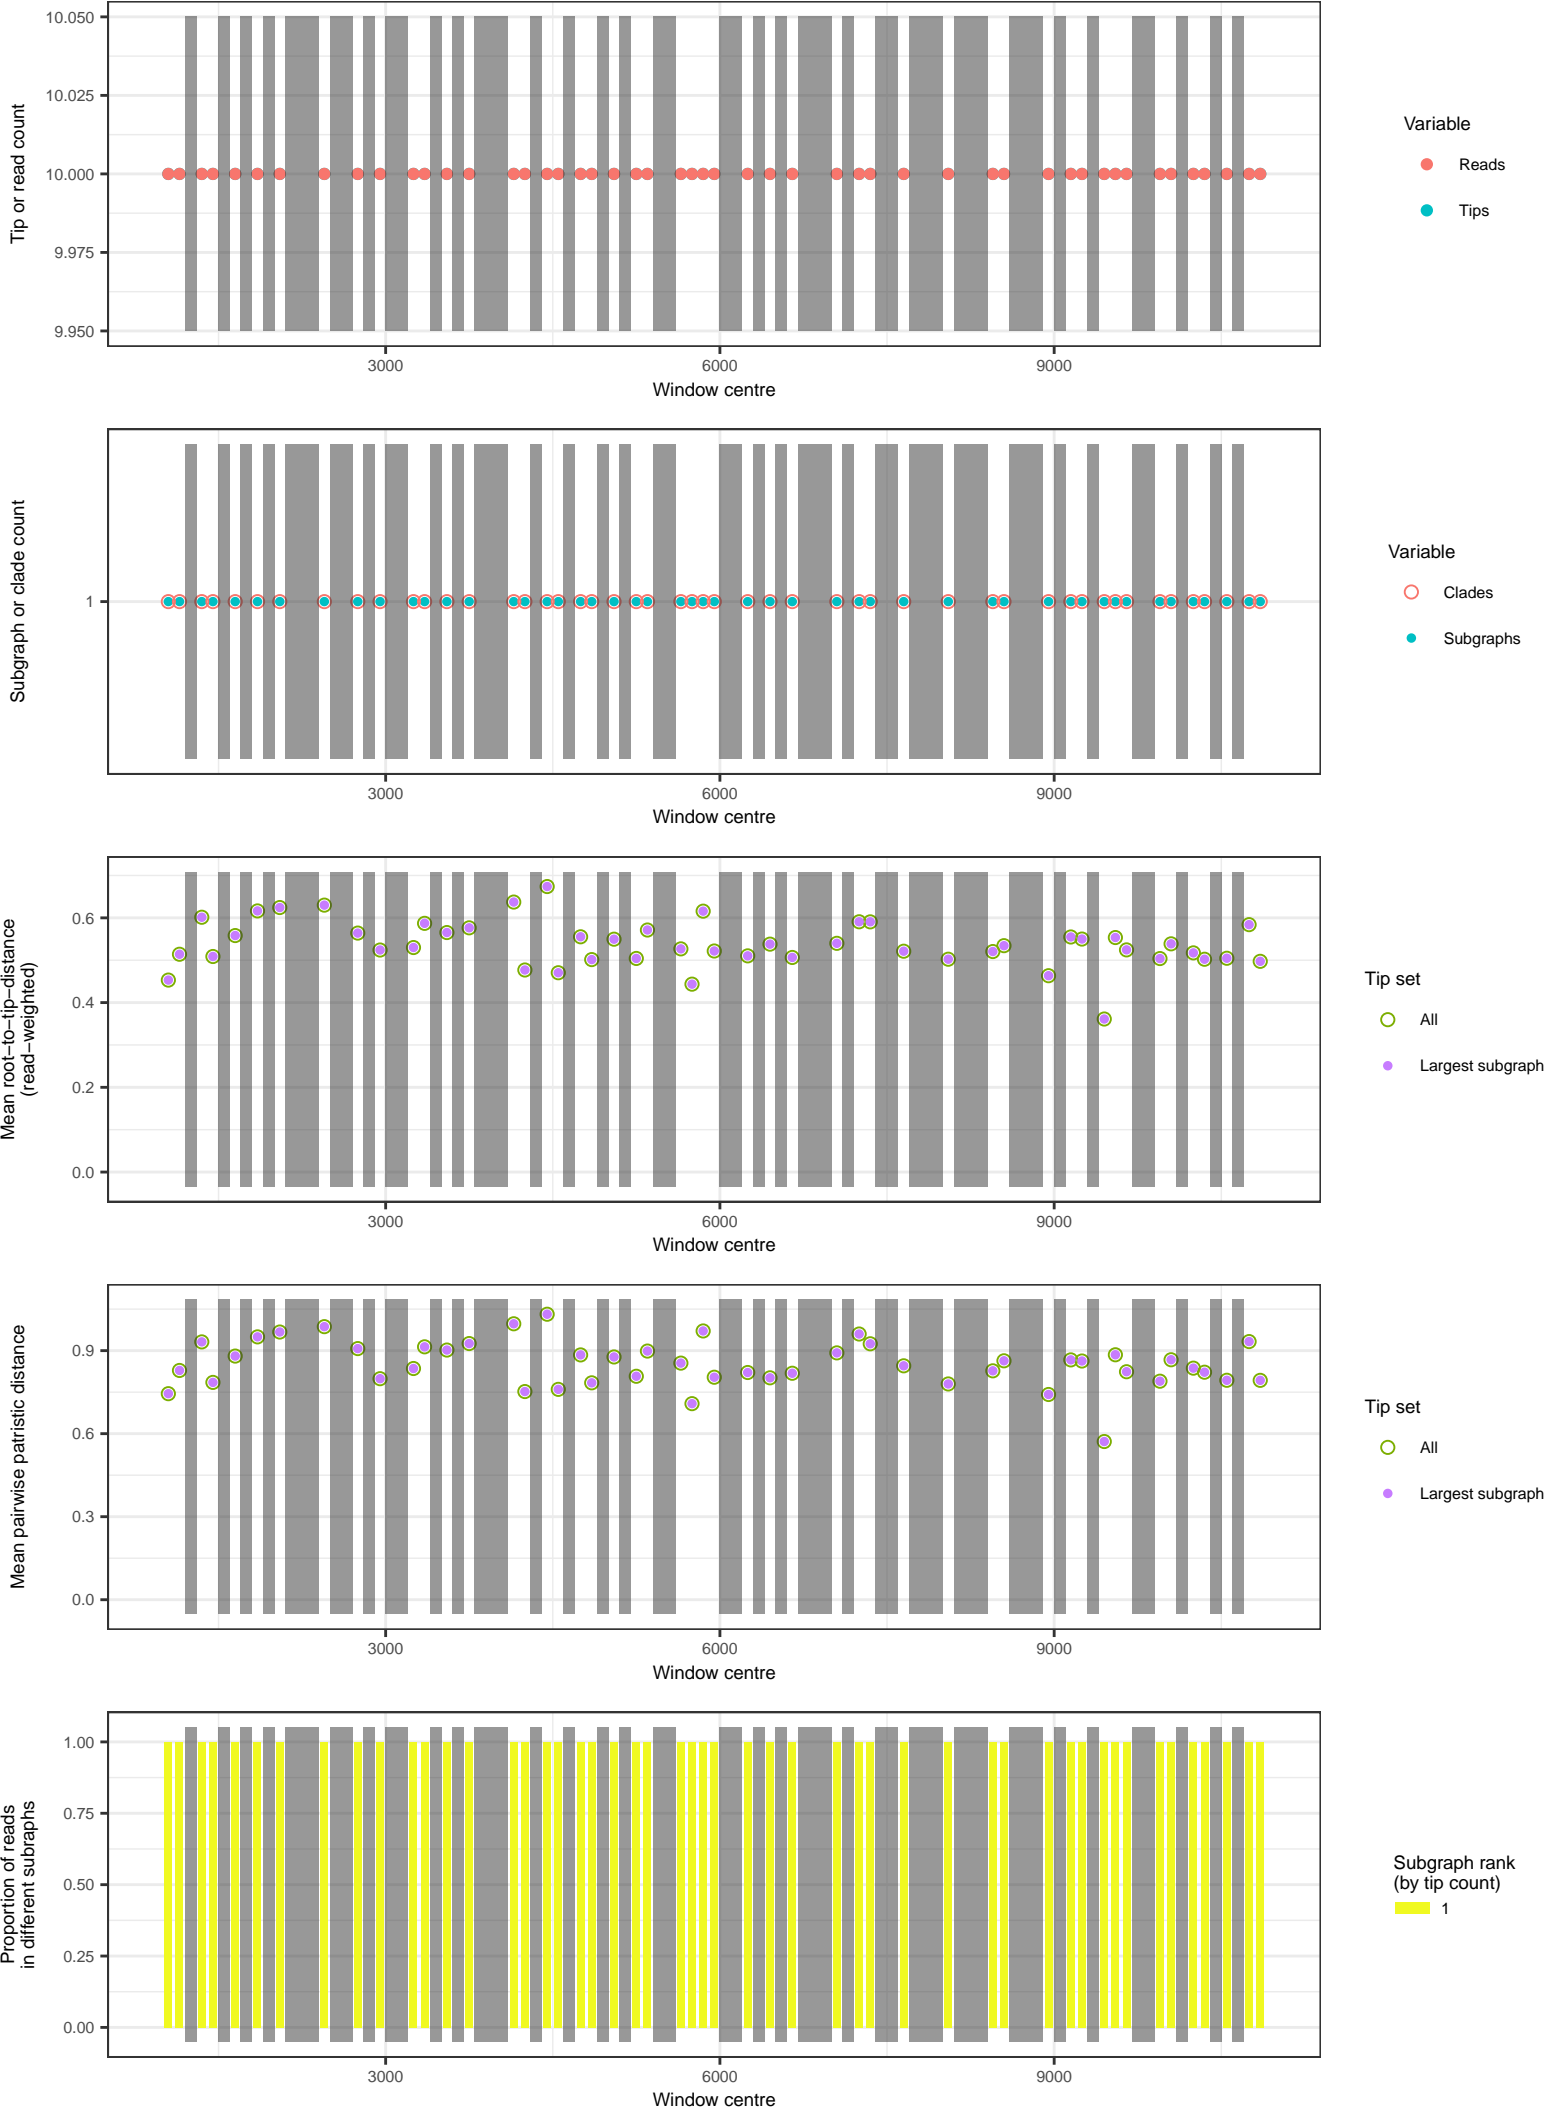 10.050
10.025
10.000
9.975
9.950
Tip or read count
3000
6000
9000
Window centre
Variable
Reads
Tips
Subgraph or clade count
1
3000
6000
9000
Window centre
Variable
Clades
Subgraphs
Mean root−to−tip−distance
(read−weighted)
0.6
0.4
0.2
0.0
3000
6000
9000
Window centre
Tip set
All
Largest subgraph
Mean pairwise patristic distance
0.9
0.6
0.3
0.0
3000
6000
9000
Window centre
Tip set
All
Largest subgraph
Proportion of reads
in different subraphs
1.00
0.75
0.50
0.25
0.00
3000
6000
9000
Window centre
Subgraph rank
(by tip count)
1